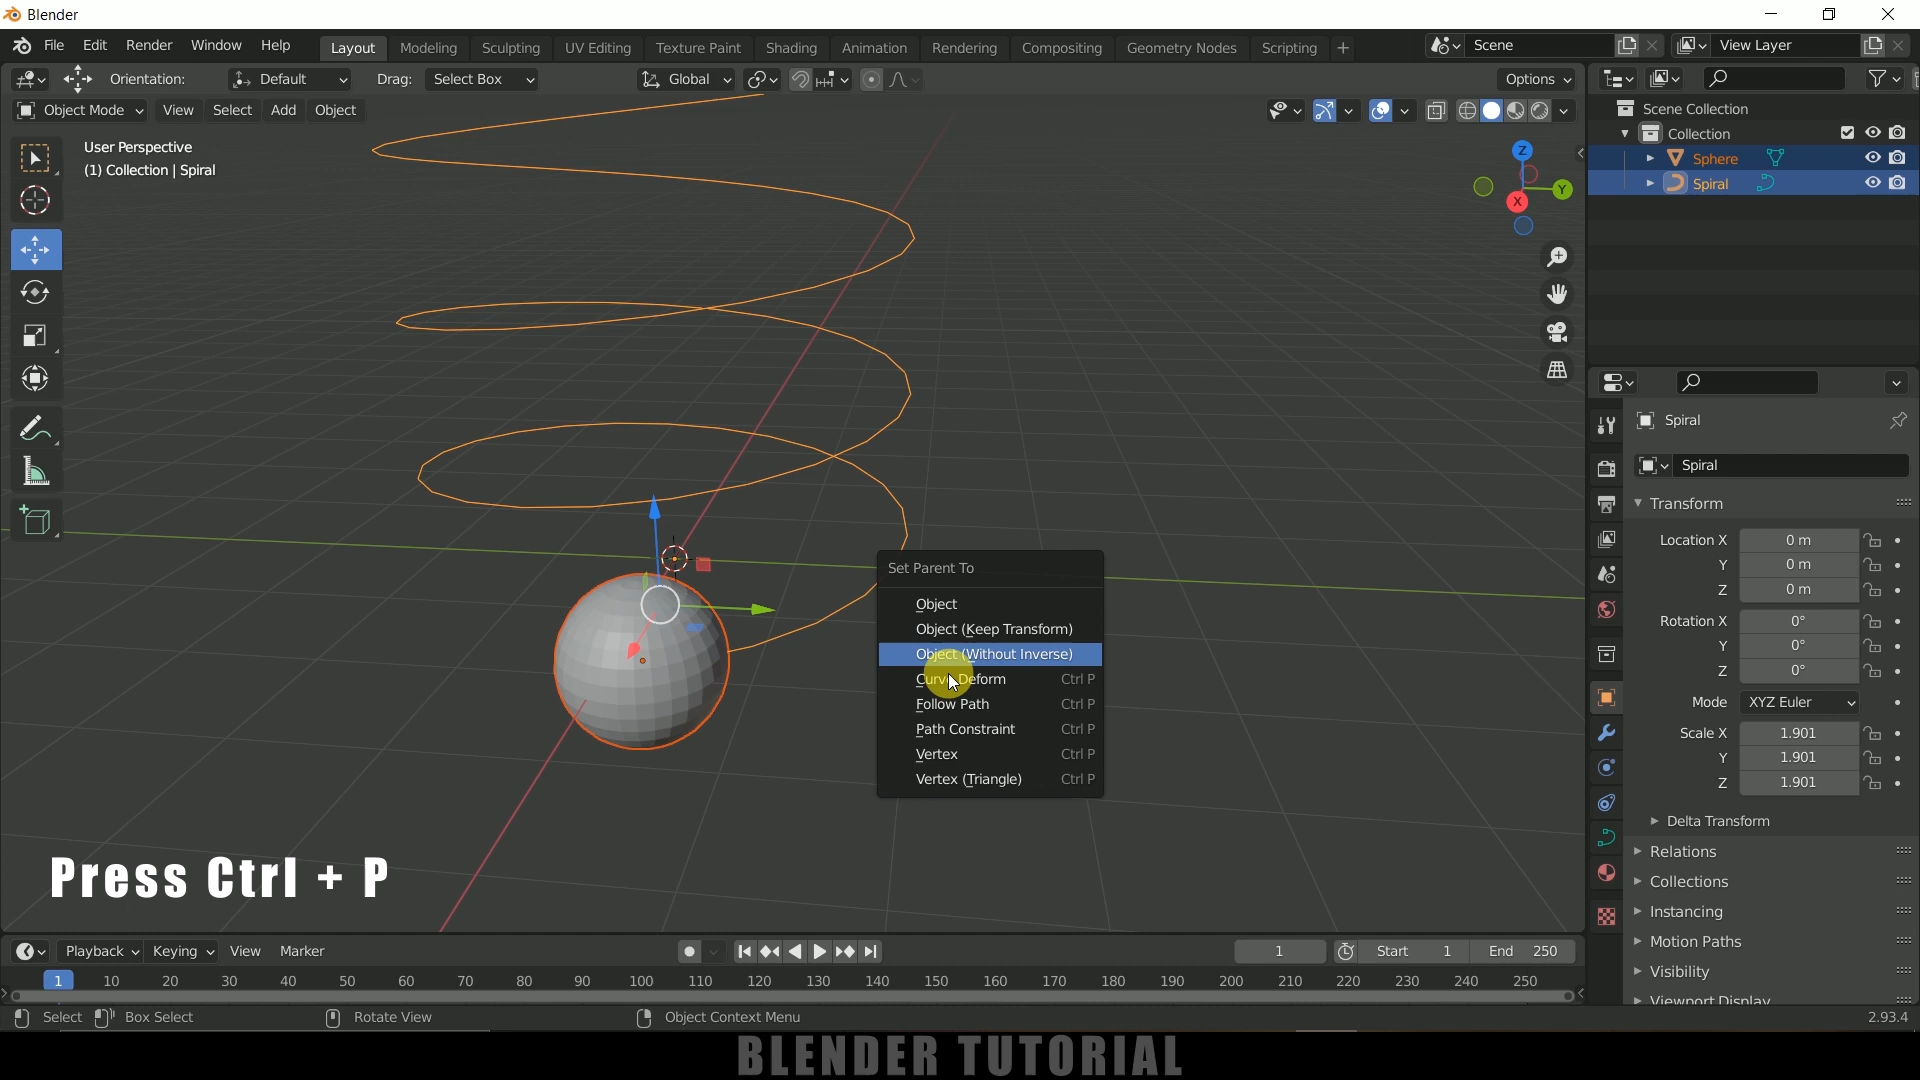 Blender
File Edit Render Window Help Layout Modeling Sculpting UV Editing Texture Paint Shading Animation Rendering Compositing Geometry Nodes Scripting + Scene View Layer
Orientation: Default Drag: Select Box Global Options
Object Mode View Select Add Object
User Perspective
(1) Collection | Spiral
Z
Y
X
Scene Collection
Collection
Sphere
Spiral
Spiral
Spiral
Transform
Location X 0 m
Y 0 m
Z 0 m
Rotation X 0°
Y 0°
Z 0°
Mode XYZ Euler
Scale X 1.901
Y 1.901
Z 1.901
Delta Transform
Relations
Collections
Instancing
Motion Paths
Visibility
Viewport Display
Set Parent To
Object
Object (Keep Transform)
Object (Without Inverse)
Curve Deform Ctrl P
Follow Path Ctrl P
Path Constraint Ctrl P
Vertex Ctrl P
Vertex (Triangle) Ctrl P
Press Ctrl + P
Playback Keying View Marker 1 Start 1 End 250
1 10 20 30 40 50 60 70 80 90 100 110 120 130 140 150 160 170 180 190 200 210 220 230 240 250
Select Box Select Rotate View Object Context Menu 2.93.4
BLENDER TUTORIAL